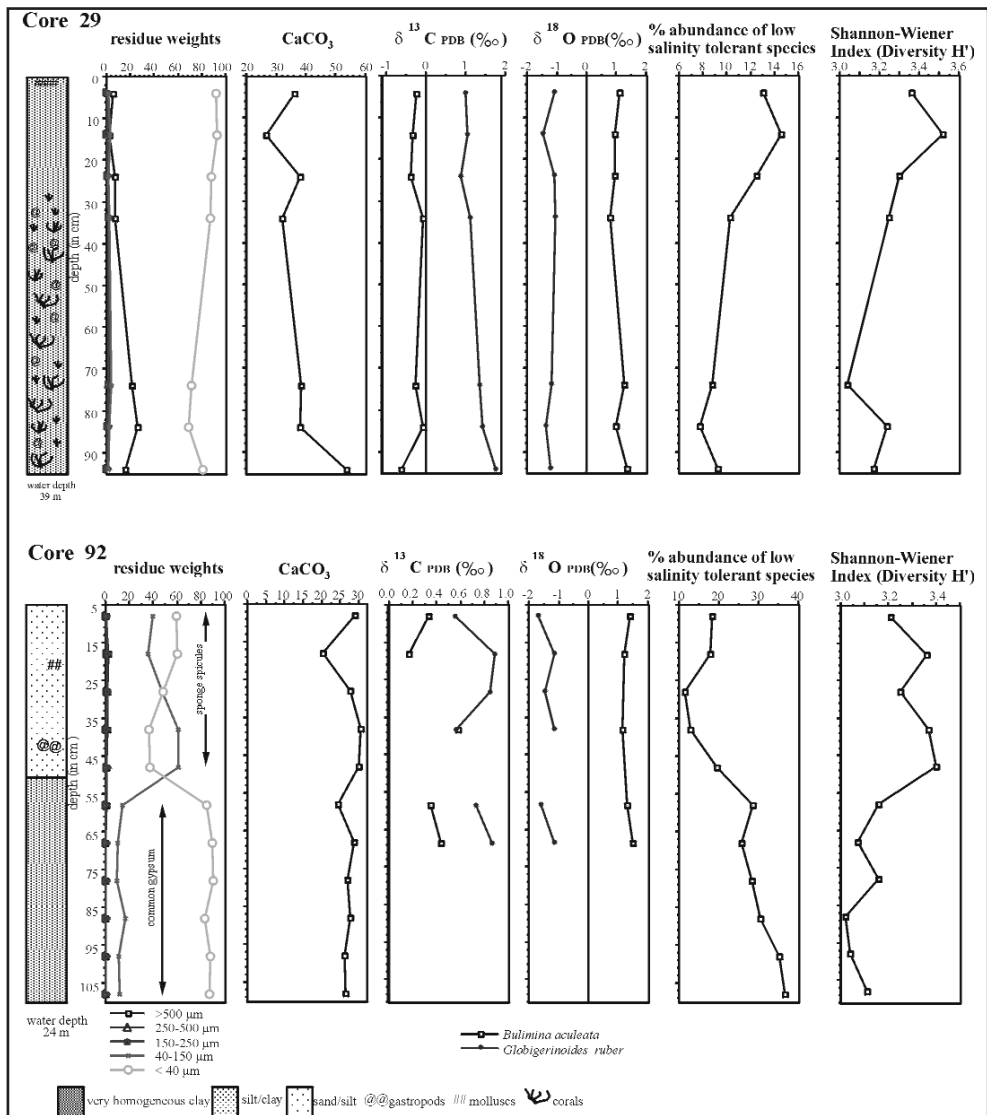 Core 29
residue weights
CaCO3
δ 13 C PDB (‰)
δ 18 O PDB(‰)
% abundance of low
salinity tolerant species
Shannon-Wiener
Index (Diversity H')
0 20 40 60 80 100
20 30 40 50 60
-1 0 1 2
-2 -1 0 1 2
6 8 10 12 14 16
3.0 3.2 3.4 3.6
0
10
20
30
40
50
60
70
80
90
depth (in cm)
water depth
39 m
Core 92
residue weights
CaCO3
δ 13 C PDB (‰)
δ 18 O PDB(‰)
% abundance of low
salinity tolerant species
Shannon-Wiener
Index (Diversity H')
0 20 40 60 80 100
0 5 10 15 20 25 30
0.0 0.2 0.4 0.6 0.8 1.0
-2 -1 0 1 2
10 20 30 40
3.0 3.2 3.4
5
15
25
35
45
55
65
75
85
95
105
depth (in cm)
##
@@
sponge spicules
common gypsum
water depth
24 m
>500 µm
250-500 µm
150-250 µm
40-150 µm
< 40 µm
Bulimina aculeata
Globigerinoides ruber
very homogeneous clay silt/clay sand/silt @@gastropods ## molluscs corals